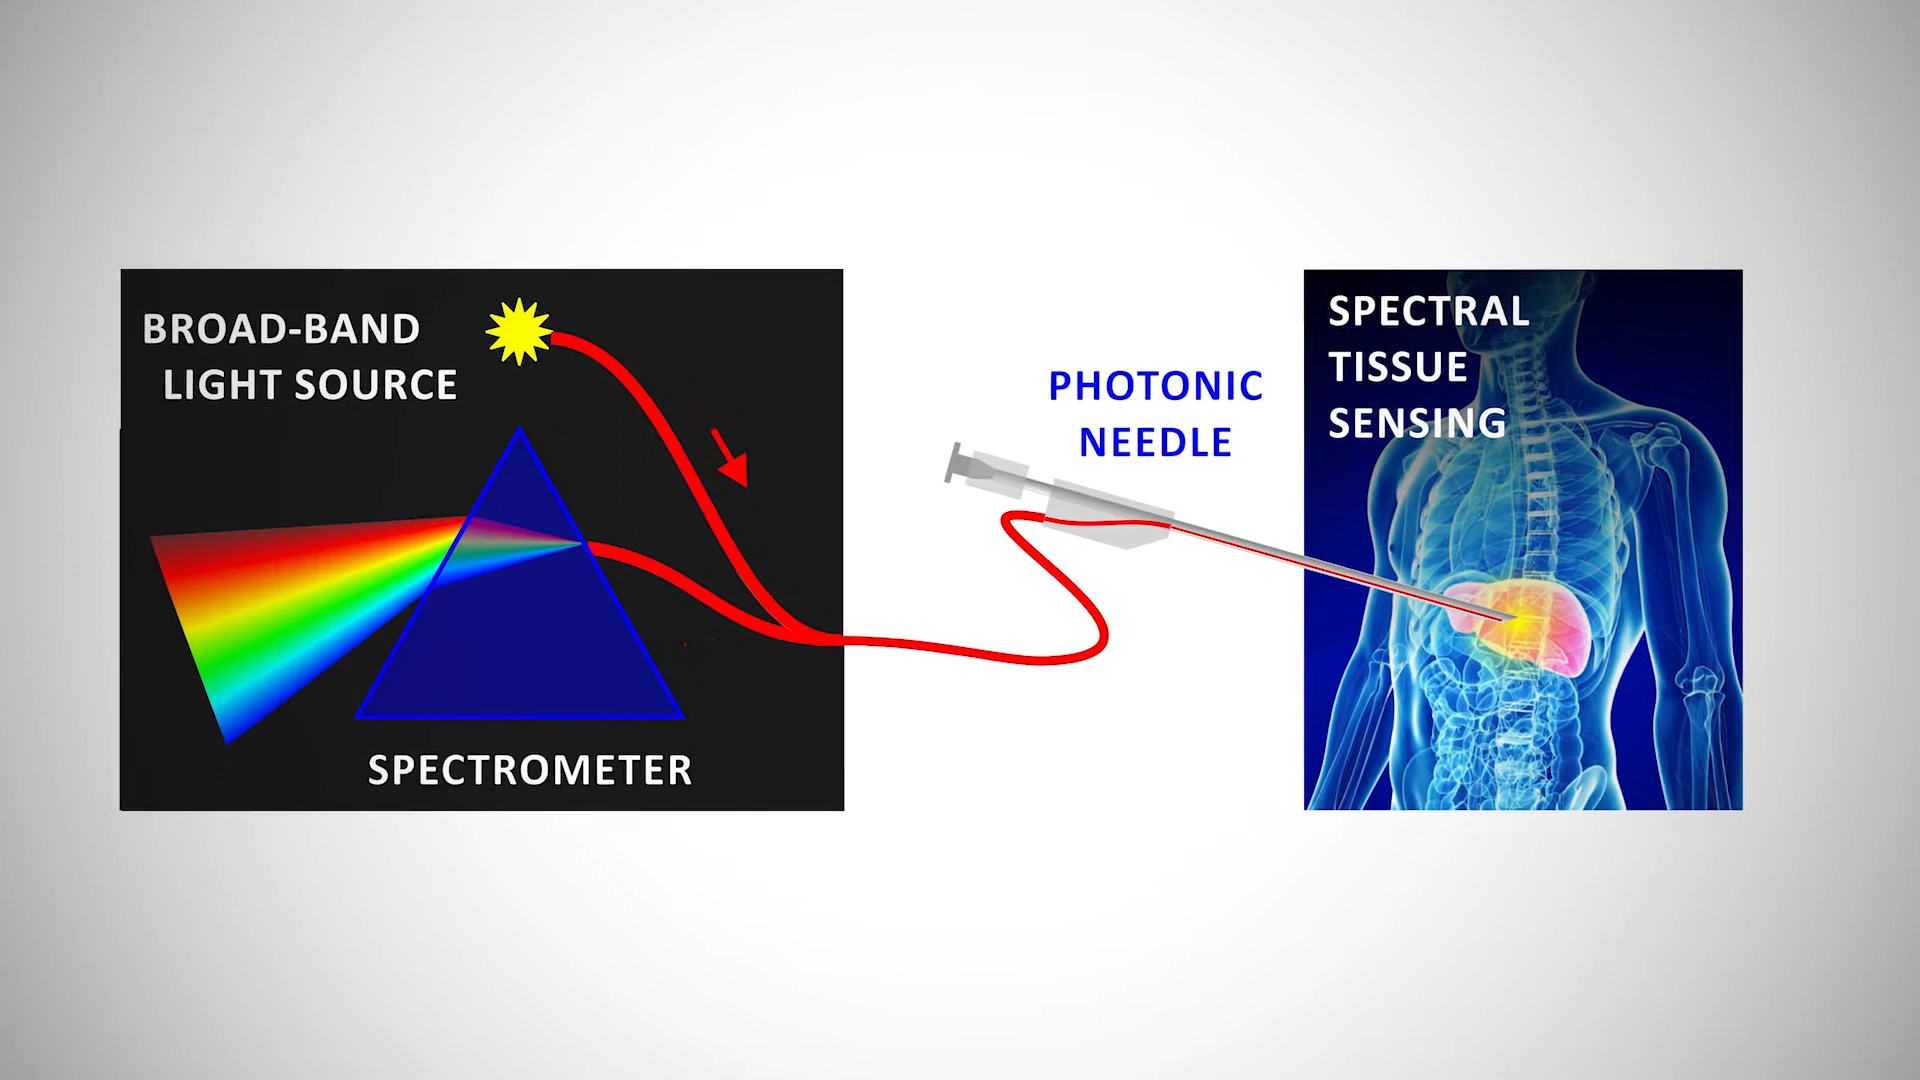 BROAD-BAND
LIGHT SOURCE
SPECTROMETER
PHOTONIC
NEEDLE
SPECTRAL
TISSUE
SENSING